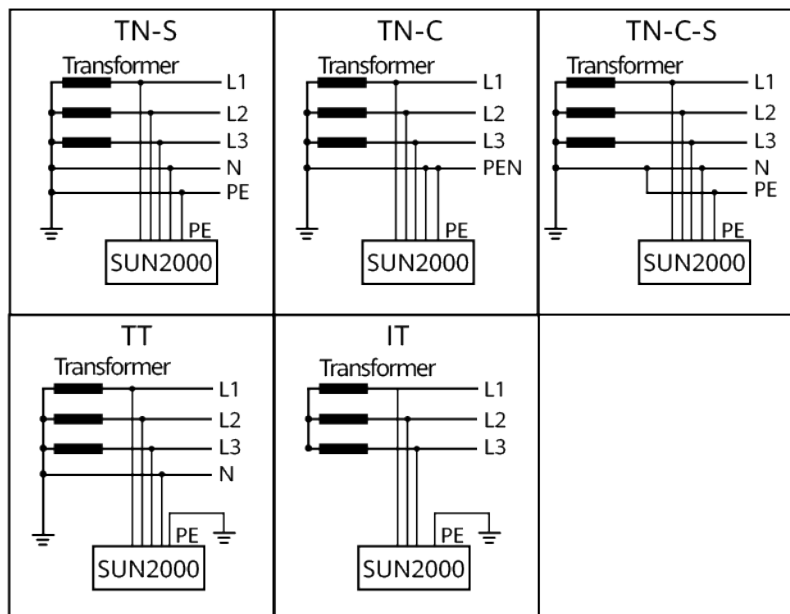 TN-S
Transformer
L1
L2
L3
N
PE
PE
SUN2000
TN-C
Transformer
L1
L2
L3
PEN
PE
SUN2000
TN-C-S
Transformer
L1
L2
L3
N
PE
PE
SUN2000
TT
Transformer
L1
L2
L3
N
PE
SUN2000
IT
Transformer
L1
L2
L3
PE
SUN2000